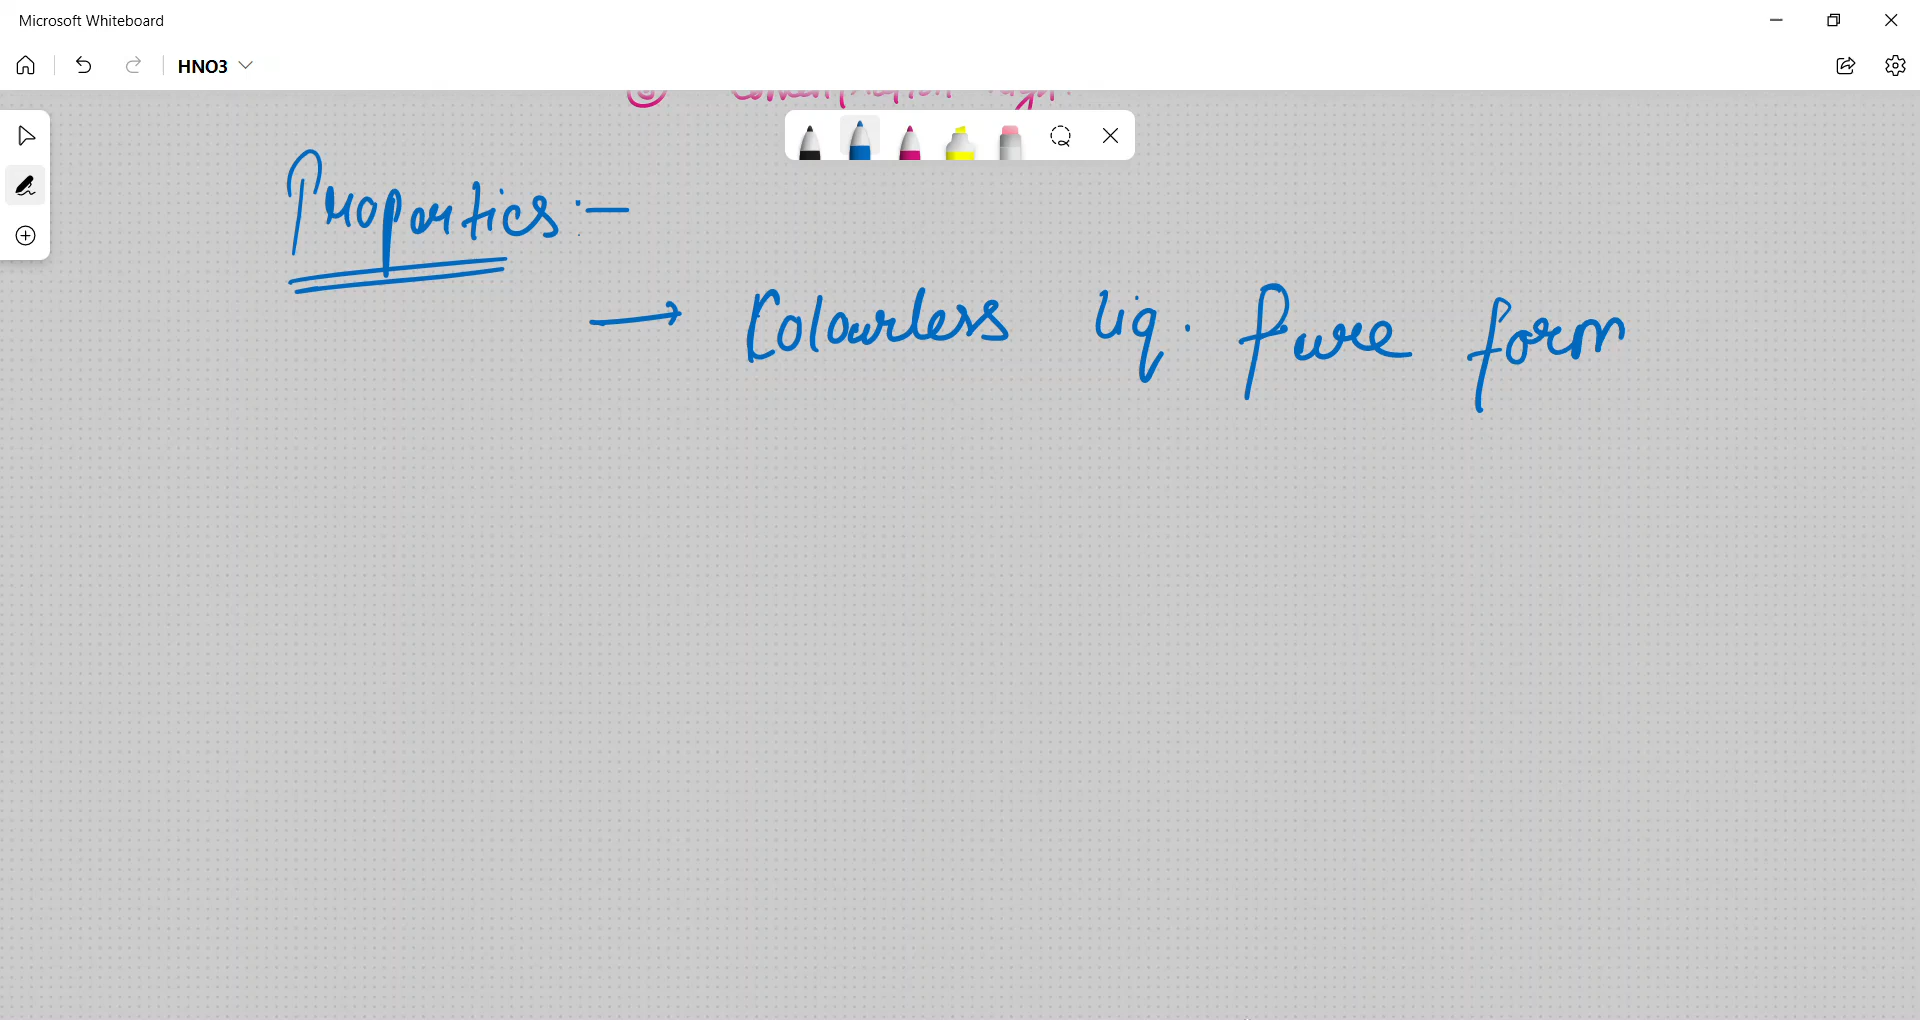 Microsoft Whiteboard
HNO3
Properties :-
→ Colourless liq. Pure form